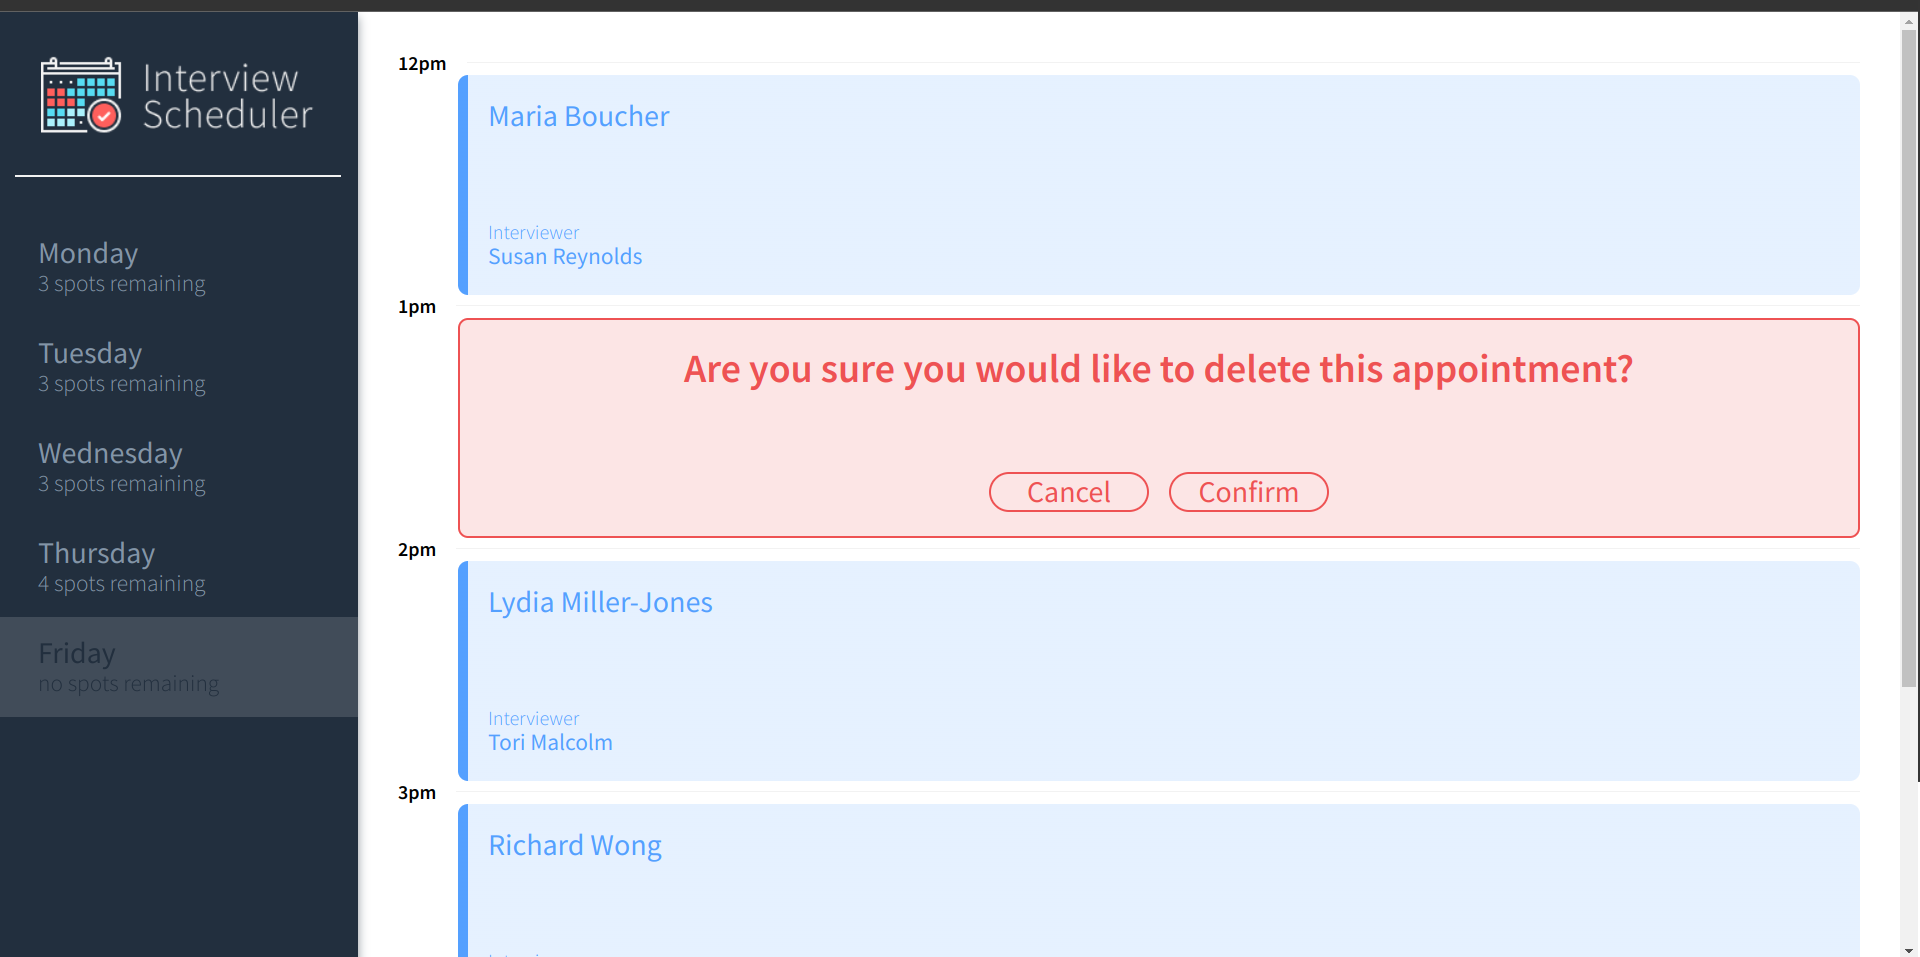 Interview
Scheduler
Monday
3 spots remaining
Tuesday
3 spots remaining
Wednesday
3 spots remaining
Thursday
4 spots remaining
Friday
no spots remaining
12pm
Maria Boucher
Interviewer
Susan Reynolds
1pm
Are you sure you would like to delete this appointment?
Cancel
Confirm
2pm
Lydia Miller-Jones
Interviewer
Tori Malcolm
3pm
Richard Wong